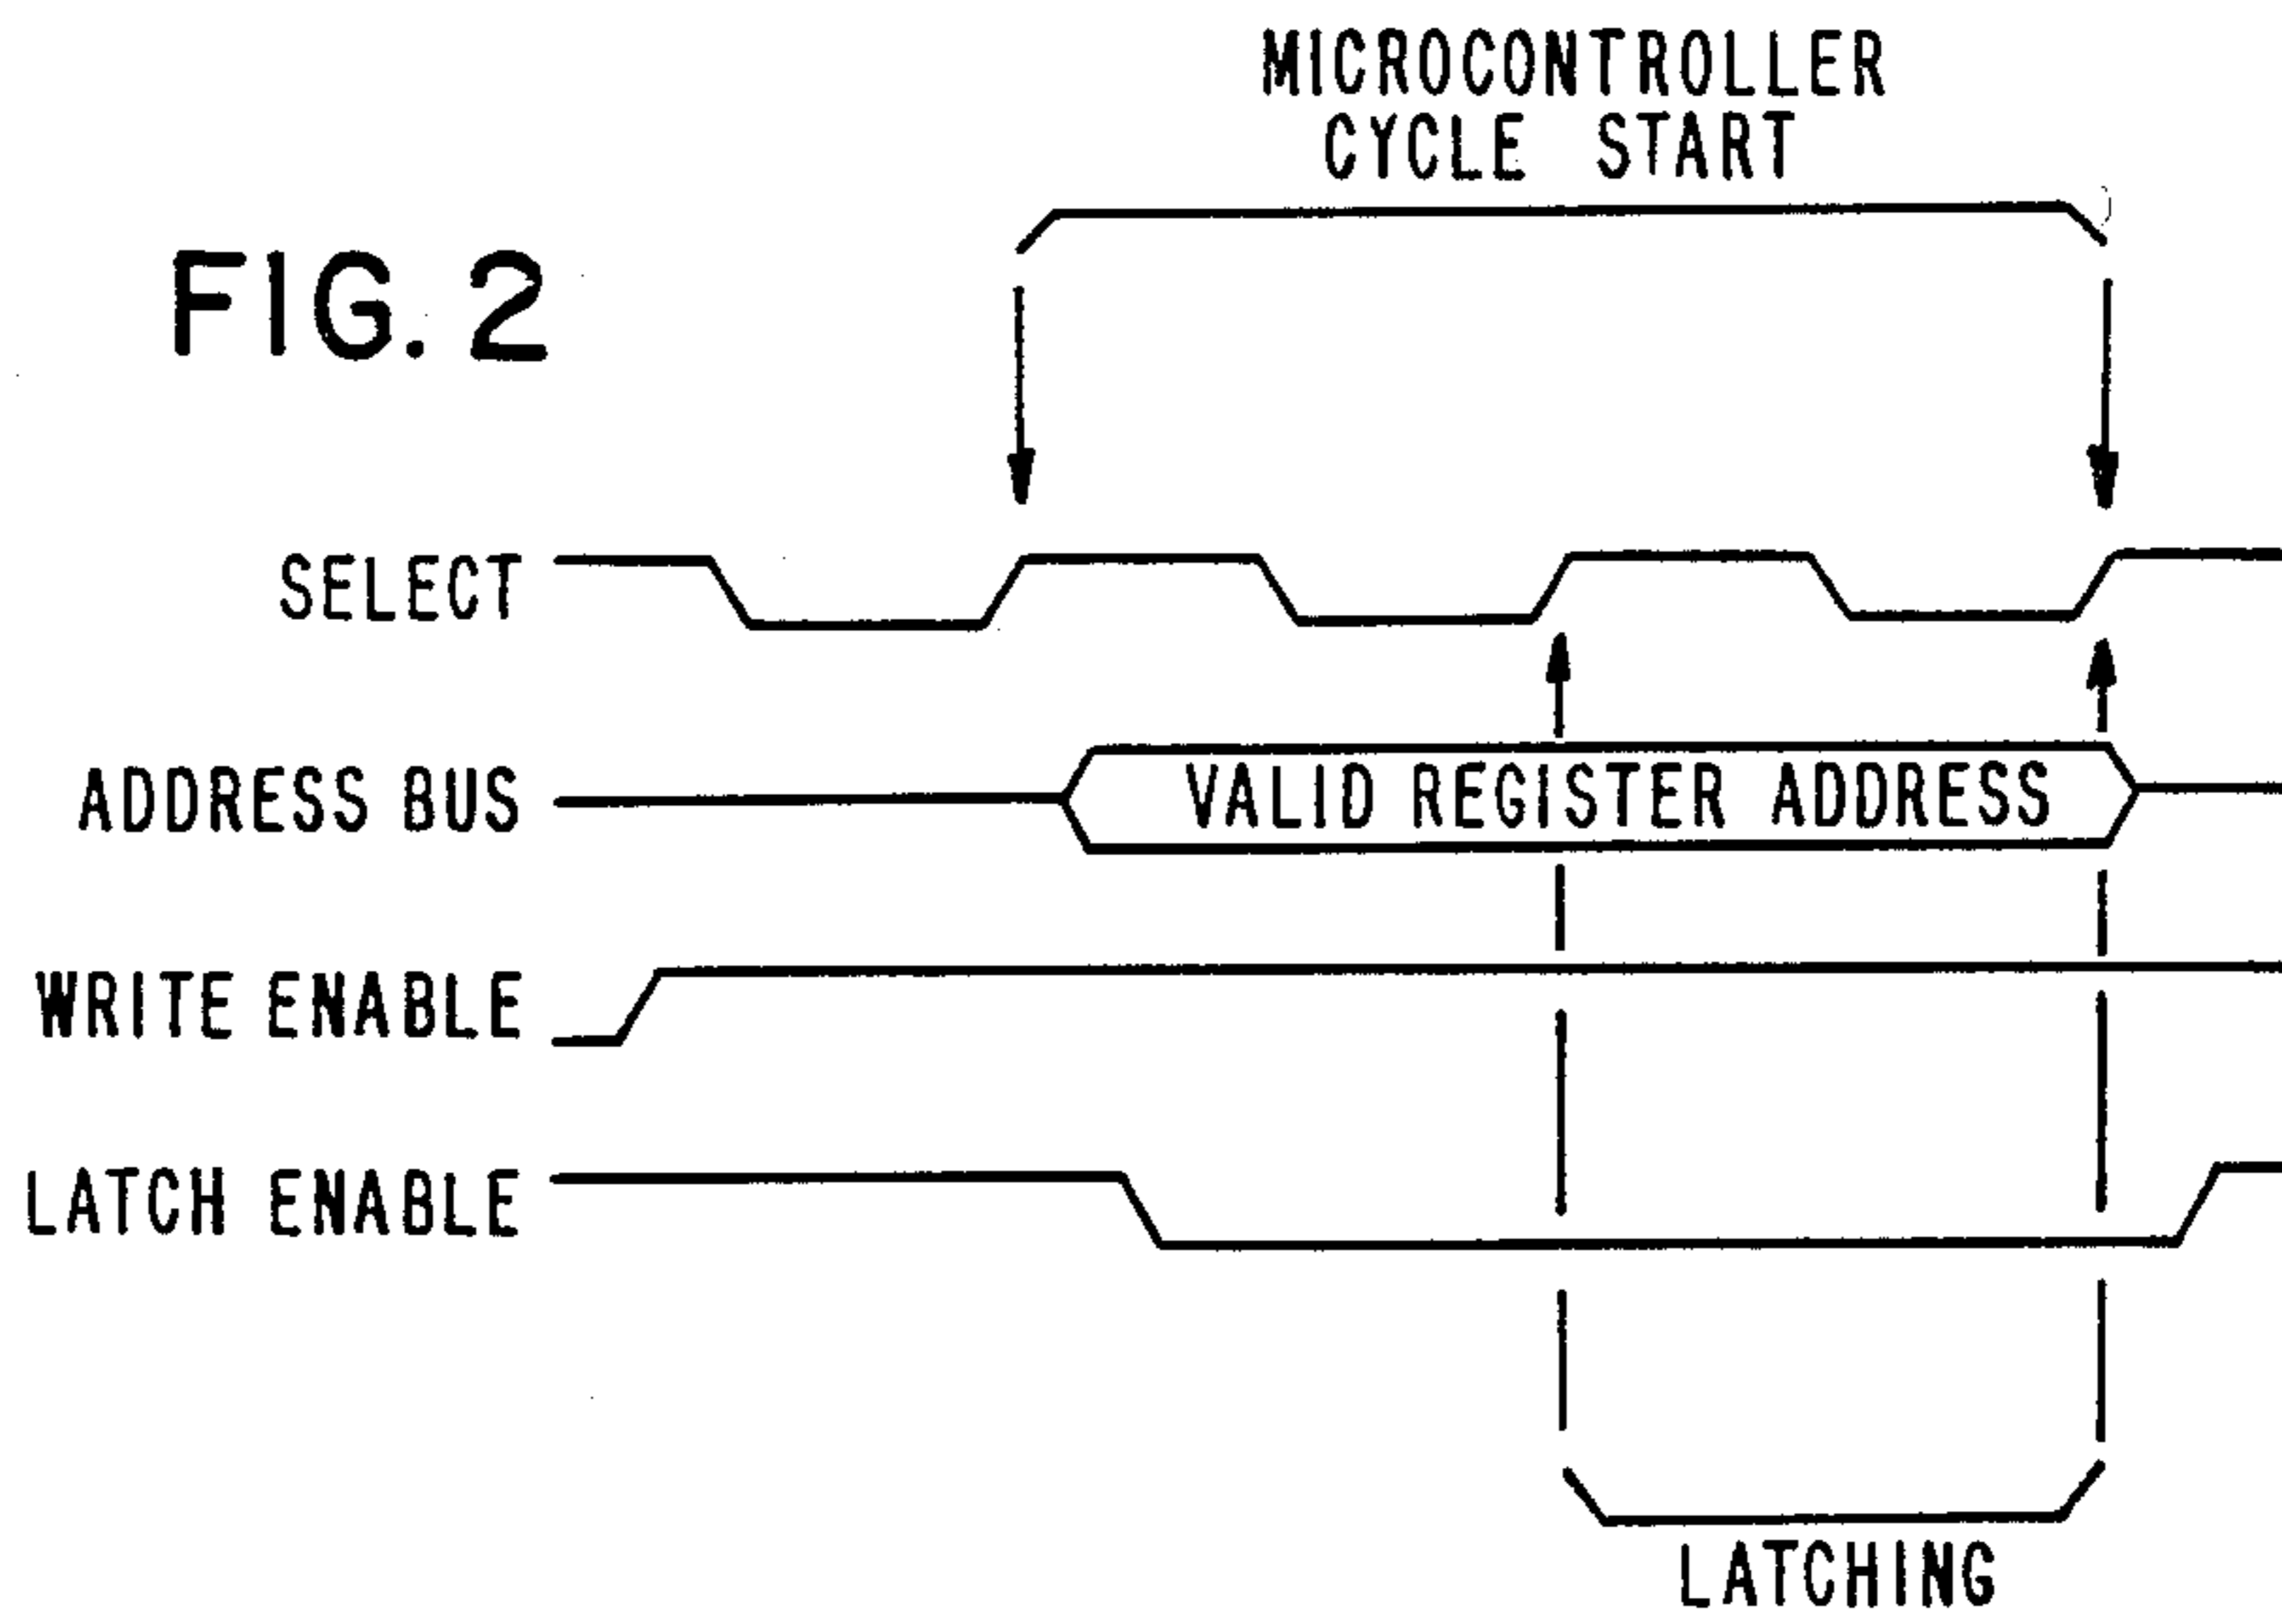 MICROCONTROLLER
CYCLE START
FIG. 2
SELECT
ADDRESS BUS
VALID REGISTER ADDRESS
WRITE ENABLE
LATCH ENABLE
LATCHING